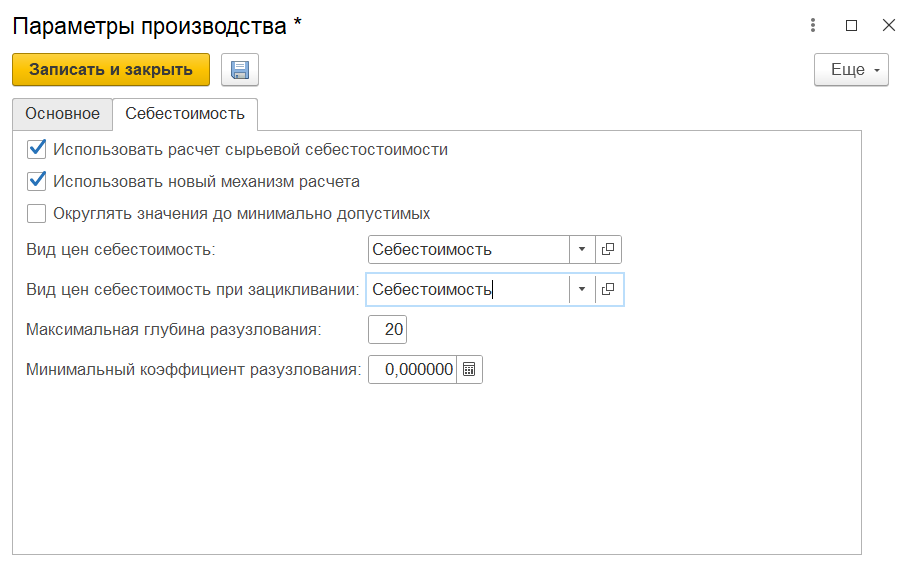 Параметры производства *
Записать и закрыть
Еще
Основное Себестоимость
Использовать расчет сырьевой себестостоимости
Использовать новый механизм расчета
Округлять значения до минимально допустимых
Вид цен себестоимость: Себестоимость
Вид цен себестоимость при зацикливании: Себестоимость
Максимальная глубина разузлования: 20
Минимальный коэффициент разузлования: 0,000000